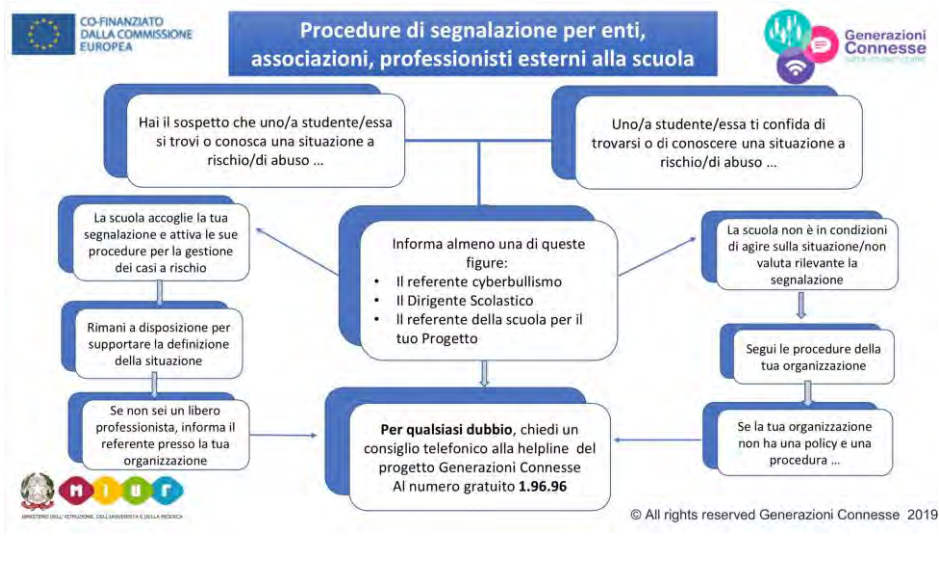 CO-FINANZIATO
DALLA COMMISSIONE
EUROPEA
Procedure di segnalazione per enti,
associazioni, professionisti esterni alla scuola
Generazioni
Connesse
Hai il sospetto che uno/a studente/essa
si trovi o conosca una situazione a
rischio/di abuso ...
Uno/a studente/essa ti confida di
trovarsi o di conoscere una situazione a
rischio/di abuso ...
La scuola accoglie la tua
segnalazione e attiva le sue
procedure per la gestione
dei casi a rischio
Informa almeno una di queste
figure:
• Il referente cyberbullismo
• Il Dirigente Scolastico
• Il referente della scuola per il
tuo Progetto
La scuola non è in condizioni
di agire sulla situazione/non
valuta rilevante la
segnalazione
Rimani a disposizione per
supportare la definizione
della situazione
Segui le procedure della
tua organizzazione
Se non sei un libero
professionista, informa il
referente presso la tua
organizzazione
Per qualsiasi dubbio, chiedi un
consiglio telefonico alla helpline del
progetto Generazioni Connesse
Al numero gratuito 1.96.96
Se la tua organizzazione
non ha una policy e una
procedura ...
MIUR
MINISTERO DELL'ISTRUZIONE, DELL'UNIVERSITÀ E DELLA RICERCA
© All rights reserved Generazioni Connesse 2019